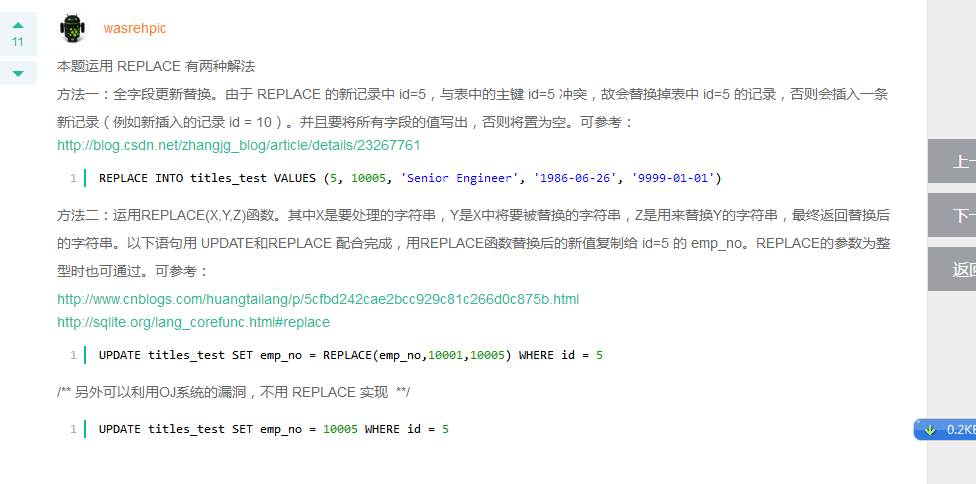 11
wasrehpic
本题运用 REPLACE 有两种解法
方法一：全字段更新替换。由于 REPLACE 的新记录中 id=5，与表中的主键 id=5 冲突，故会替换掉表中 id=5 的记录，否则会插入一条
新记录（例如新插入的记录 id = 10）。并且要将所有字段的值写出，否则将置为空。可参考：
http://blog.csdn.net/zhangjg_blog/article/details/23267761
1 REPLACE INTO titles_test VALUES (5, 10005, 'Senior Engineer', '1986-06-26', '9999-01-01')
方法二：运用REPLACE(X,Y,Z)函数。其中X是要处理的字符串，Y是X中将要被替换的字符串，Z是用来替换Y的字符串，最终返回替换后
的字符串。以下语句用 UPDATE和REPLACE 配合完成，用REPLACE函数替换后的新值复制给 id=5 的 emp_no。REPLACE的参数为整
型时也可通过。可参考：
http://www.cnblogs.com/huangtailang/p/5cfbd242cae2bcc929c81c266d0c875b.html
http://sqlite.org/lang_corefunc.html#replace
1 UPDATE titles_test SET emp_no = REPLACE(emp_no,10001,10005) WHERE id = 5
/** 另外可以利用OJ系统的漏洞，不用 REPLACE 实现 **/
1 UPDATE titles_test SET emp_no = 10005 WHERE id = 5
上一
下一
返回
0.2KB